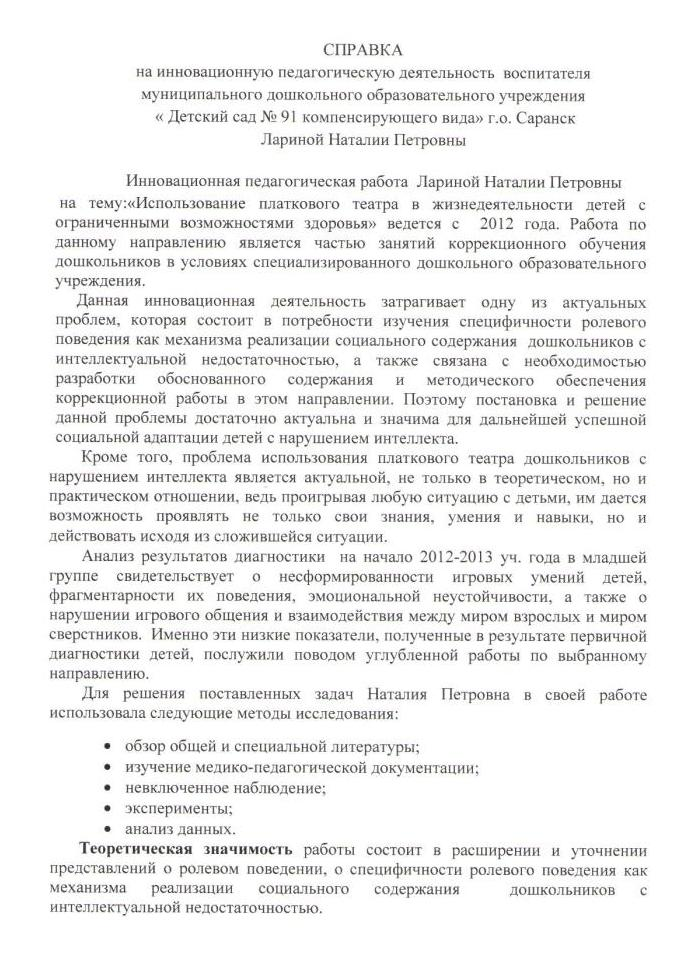 СПРАВКА
на инновационную педагогическую деятельность воспитателя
муниципального дошкольного образовательного учреждения
« Детский сад № 91 компенсирующего вида» г.о. Саранск
Лариной Наталии Петровны
Инновационная педагогическая работа Лариной Наталии Петровны
на тему:«Использование платкового театра в жизнедеятельности детей с
ограниченными возможностями здоровья» ведется с 2012 года. Работа по
данному направлению является частью занятий коррекционного обучения
дошкольников в условиях специализированного дошкольного образовательного
учреждения.
Данная инновационная деятельность затрагивает одну из актуальных
проблем, которая состоит в потребности изучения специфичности ролевого
поведения как механизма реализации социального содержания дошкольников с
интеллектуальной недостаточностью, а также связана с необходимостью
разработки обоснованного содержания и методического обеспечения
коррекционной работы в этом направлении. Поэтому постановка и решение
данной проблемы достаточно актуальна и значима для дальнейшей успешной
социальной адаптации детей с нарушением интеллекта.
Кроме того, проблема использования платкового театра дошкольников с
нарушением интеллекта является актуальной, не только в теоретическом, но и
практическом отношении, ведь проигрывая любую ситуацию с детьми, им дается
возможность проявлять не только свои знания, умения и навыки, но и
действовать исходя из сложившейся ситуации.
Анализ результатов диагностики на начало 2012-2013 уч. года в младшей
группе свидетельствует о несформированности игровых умений детей,
фрагментарности их поведения, эмоциональной неустойчивости, а также о
нарушении игрового общения и взаимодействия между миром взрослых и миром
сверстников. Именно эти низкие показатели, полученные в результате первичной
диагностики детей, послужили поводом углубленной работы по выбранному
направлению.
Для решения поставленных задач Наталия Петровна в своей работе
использовала следующие методы исследования:
• обзор общей и специальной литературы;
• изучение медико-педагогической документации;
• невключенное наблюдение;
• эксперименты;
• анализ данных.
Теоретическая значимость работы состоит в расширении и уточнении
представлений о ролевом поведении, о специфичности ролевого поведения как
механизма реализации социального содержания дошкольников с
интеллектуальной недостаточностью.